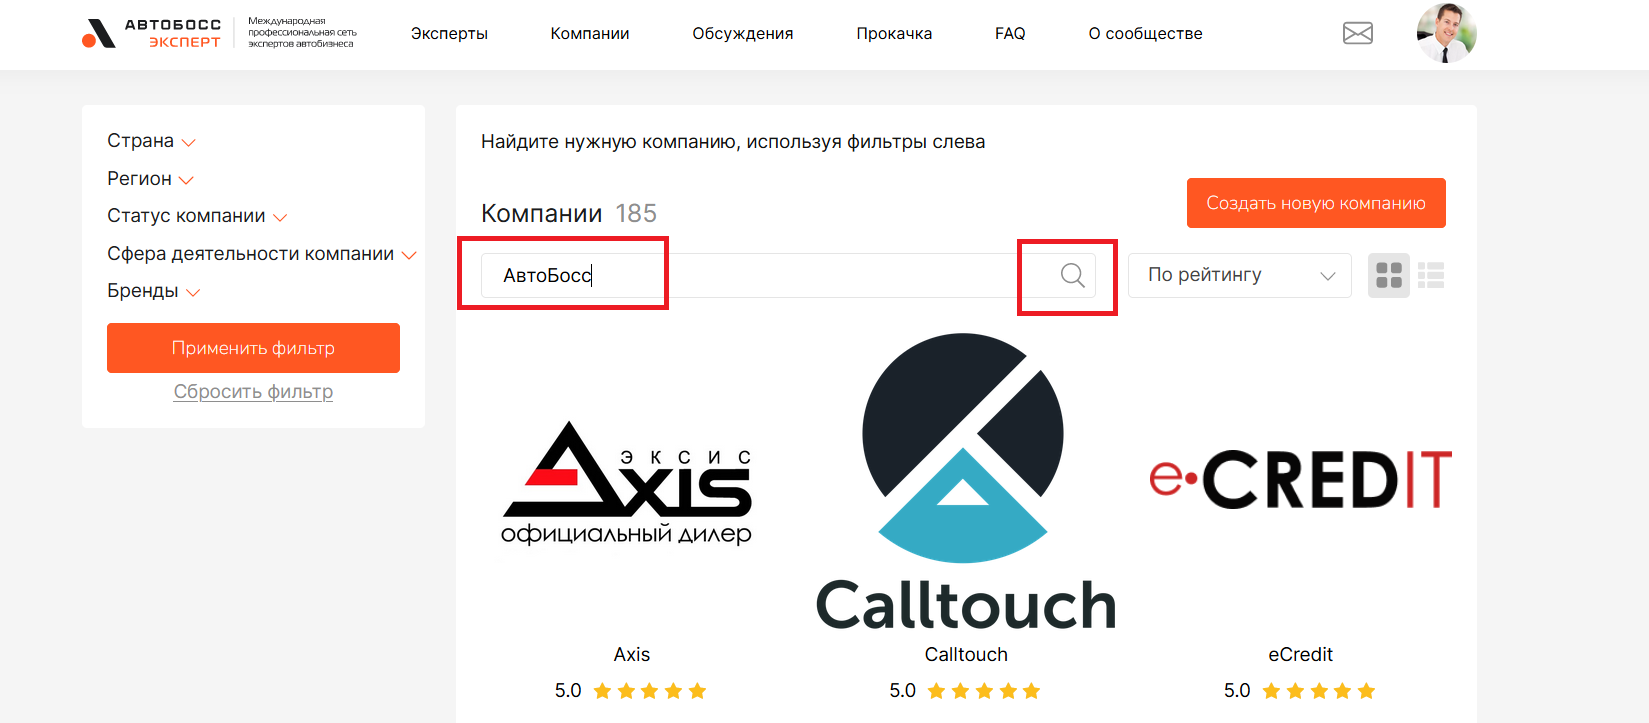 АВТОБОСС
ЭКСПЕРТ
Международная
профессиональная сеть
экспертов автобизнеса
Эксперты
Компании
Обсуждения
Прокачка
FAQ
О сообществе
Страна
Регион
Статус компании
Сфера деятельности компании
Бренды
Применить фильтр
Сбросить фильтр
Найдите нужную компанию, используя фильтры слева
Компании 185
Создать новую компанию
АвтоБосс
По рейтингу
ЭКСИС
Axis
официальный дилер
Calltouch
e•CREDIT
Axis
Calltouch
eCredit
5.0
5.0
5.0